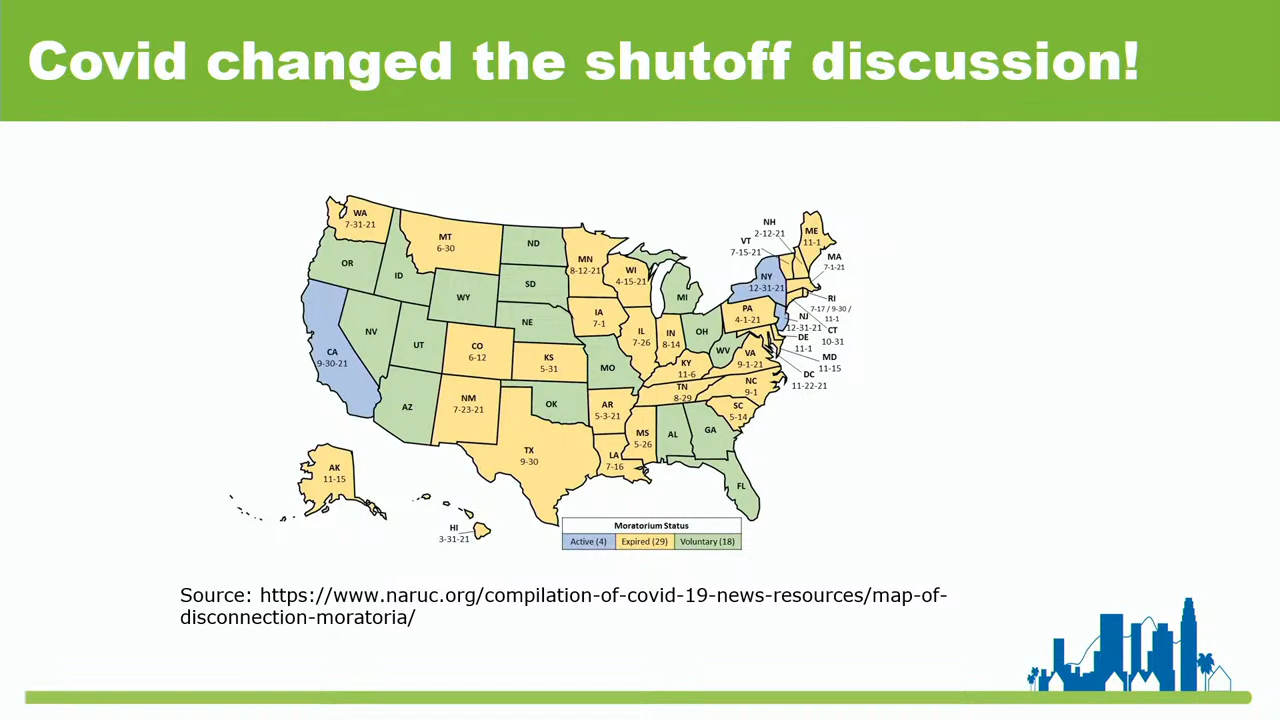 Covid changed the shutoff discussion!
WA
7-31-21
MT
6-30
ND
MN
8-12-21
WI
4-15-21
MI
NH
2-12-21
VT
7-15-21
ME
11-1
MA
7-1-21
NY
12-31-21
RI
7-17 / 9-30 /
11-1
NJ
12-31-21
CT
10-31
DE
11-1
MD
11-15
DC
11-22-21
PA
4-1-21
OR
ID
WY
SD
NE
IA
7-1
IL
7-26
IN
8-14
OH
WV
VA
9-1-21
KY
11-6
NC
9-1
TN
8-29
SC
5-14
CA
9-30-21
NV
UT
CO
6-12
KS
5-31
MO
AZ
NM
7-23-21
OK
AR
5-3-21
MS
5-26
AL
GA
TX
9-30
LA
7-16
FL
AK
11-15
HI
3-31-21
Moratorium Status
Active (4) Expired (29) Voluntary (18)
Source: https://www.naruc.org/compilation-of-covid-19-news-resources/map-of-
disconnection-moratoria/